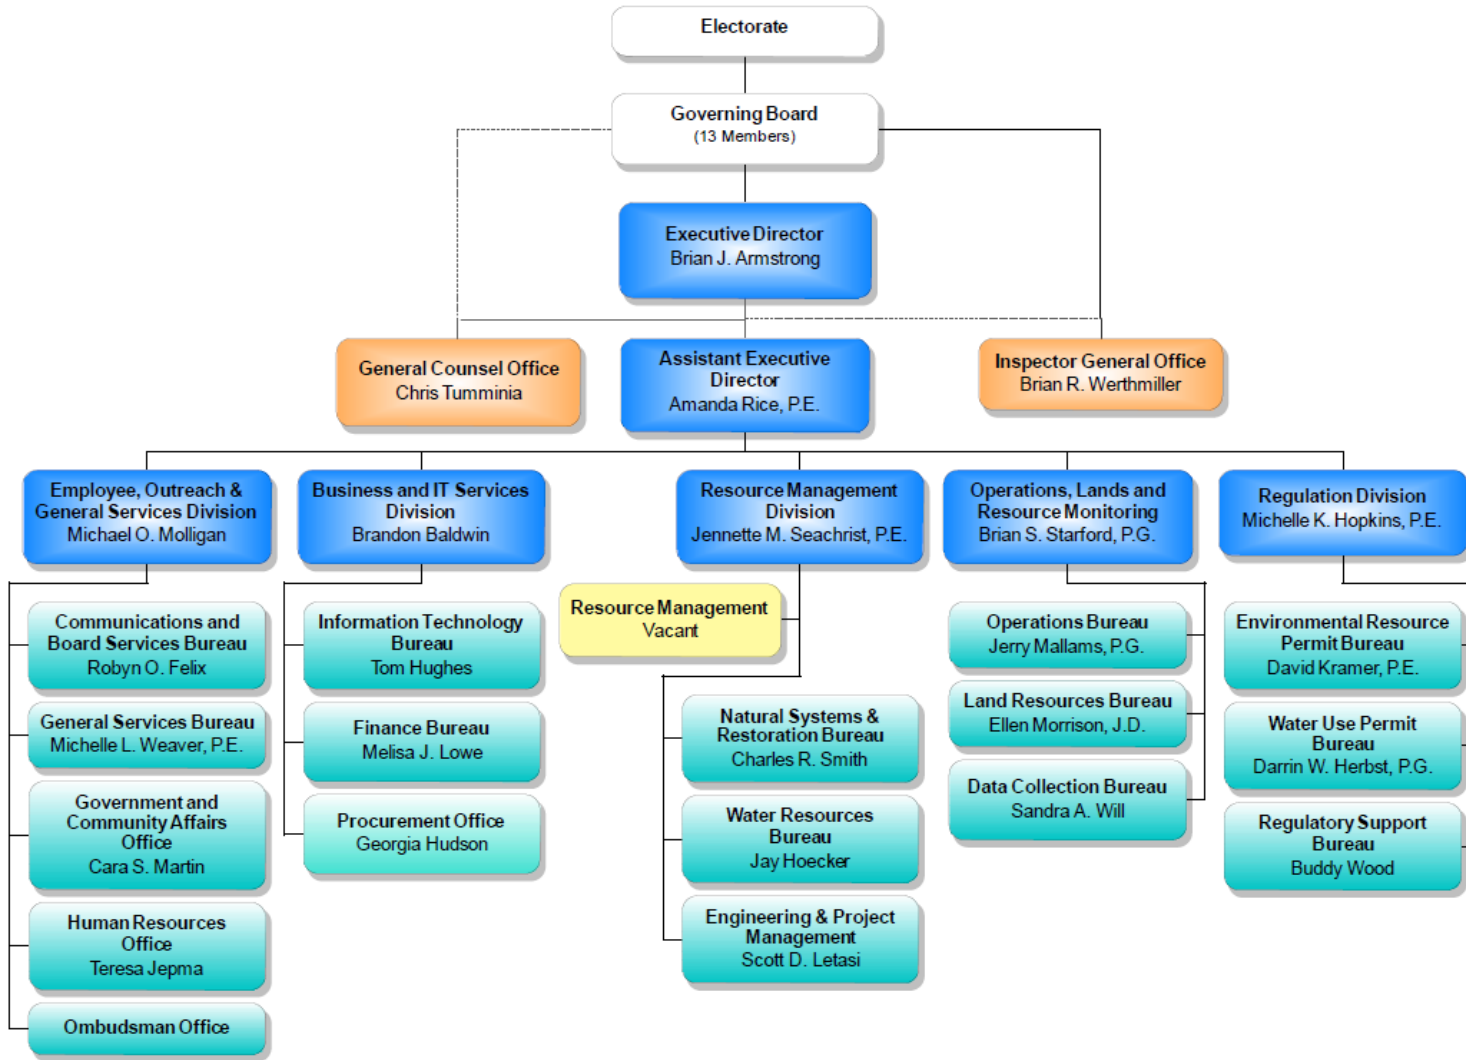 Electorate
Governing Board
(13 Members)
Executive Director
Brian J. Armstrong
General Counsel Office
Chris Tumminia
Assistant Executive
Director
Amanda Rice, P.E.
Inspector General Office
Brian R. Werthmiller
Employee, Outreach &
General Services Division
Michael O. Molligan
Business and IT Services
Division
Brandon Baldwin
Resource Management
Division
Jennette M. Seachrist, P.E.
Operations, Lands and
Resource Monitoring
Brian S. Starford, P.G.
Regulation Division
Michelle K. Hopkins, P.E.
Communications and
Board Services Bureau
Robyn O. Felix
General Services Bureau
Michelle L. Weaver, P.E.
Government and
Community Affairs
Office
Cara S. Martin
Human Resources
Office
Teresa Jepma
Ombudsman Office
Information Technology
Bureau
Tom Hughes
Finance Bureau
Melisa J. Lowe
Procurement Office
Georgia Hudson
Resource Management
Vacant
Natural Systems &
Restoration Bureau
Charles R. Smith
Water Resources
Bureau
Jay Hoecker
Engineering & Project
Management
Scott D. Letasi
Operations Bureau
Jerry Mallams, P.G.
Land Resources Bureau
Ellen Morrison, J.D.
Data Collection Bureau
Sandra A. Will
Environmental Resource
Permit Bureau
David Kramer, P.E.
Water Use Permit
Bureau
Darrin W. Herbst, P.G.
Regulatory Support
Bureau
Buddy Wood